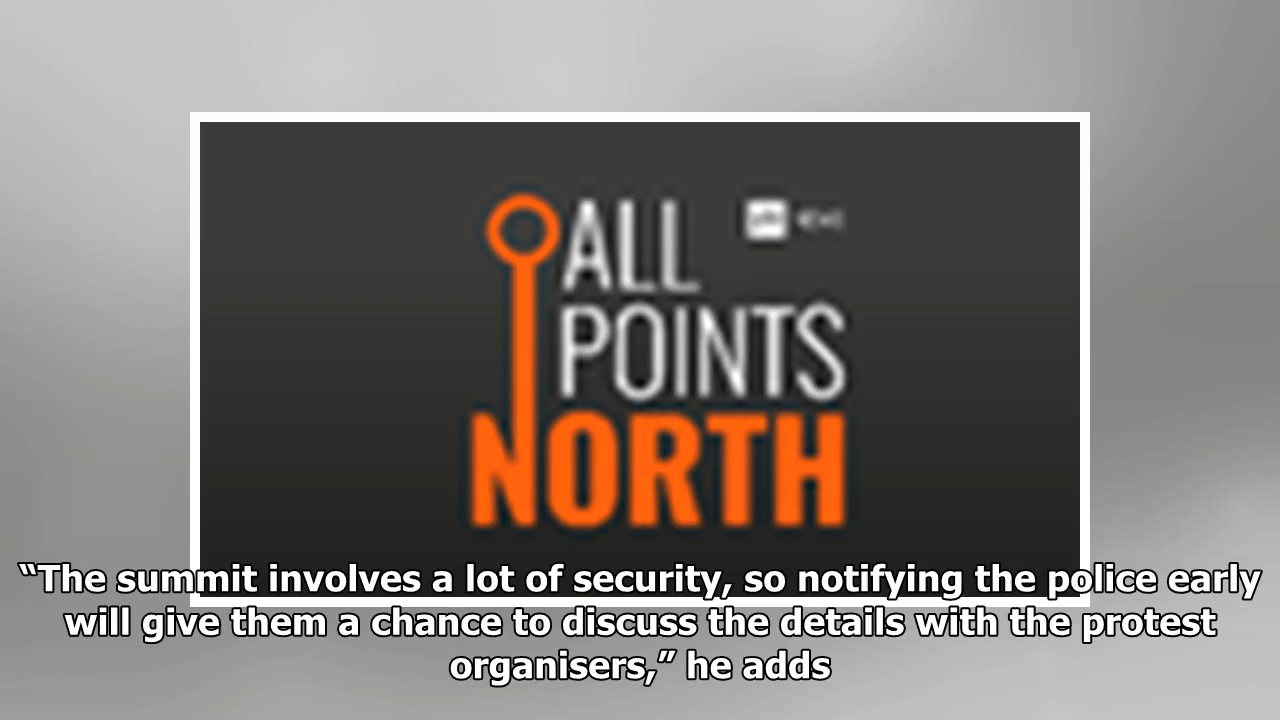 ALL
POINTS
NORTH
“The summit involves a lot of security, so notifying the police early
will give them a chance to discuss the details with the protest
organisers,” he adds